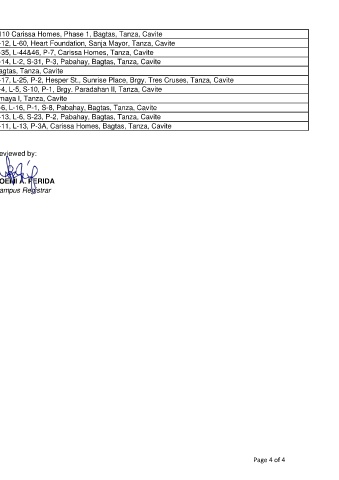 110 Carissa Homes, Phase 1, Bagtas, Tanza, Cavite
-12, L-60, Heart Foundation, Sanja Mayor, Tanza, Cavite
-35, L-44&46, P-7, Carissa Homes, Tanza, Cavite
-14, L-2, S-31, P-3, Pabahay, Bagtas, Tanza, Cavite
agtas, Tanza, Cavite
-17, L-25, P-2, Hesper St., Sunrise Place, Brgy, Tres Cruses, Tanza, Cavite
-4, L-5, S-10, P-1, Brgy. Paradahan II, Tanza, Cavite
maya I, Tanza, Cavite
-6, L-16, P-1, S-8, Pabahay, Bagtas, Tanza, Cavite
-13, L-6, S-23, P-2, Pabahay, Bagtas, Tanza, Cavite
-11, L-13, P-3A, Carissa Homes, Bagtas, Tanza, Cavite
eviewed by:
OEMI A. PERIDA
ampus Registrar
Page 4 of 4